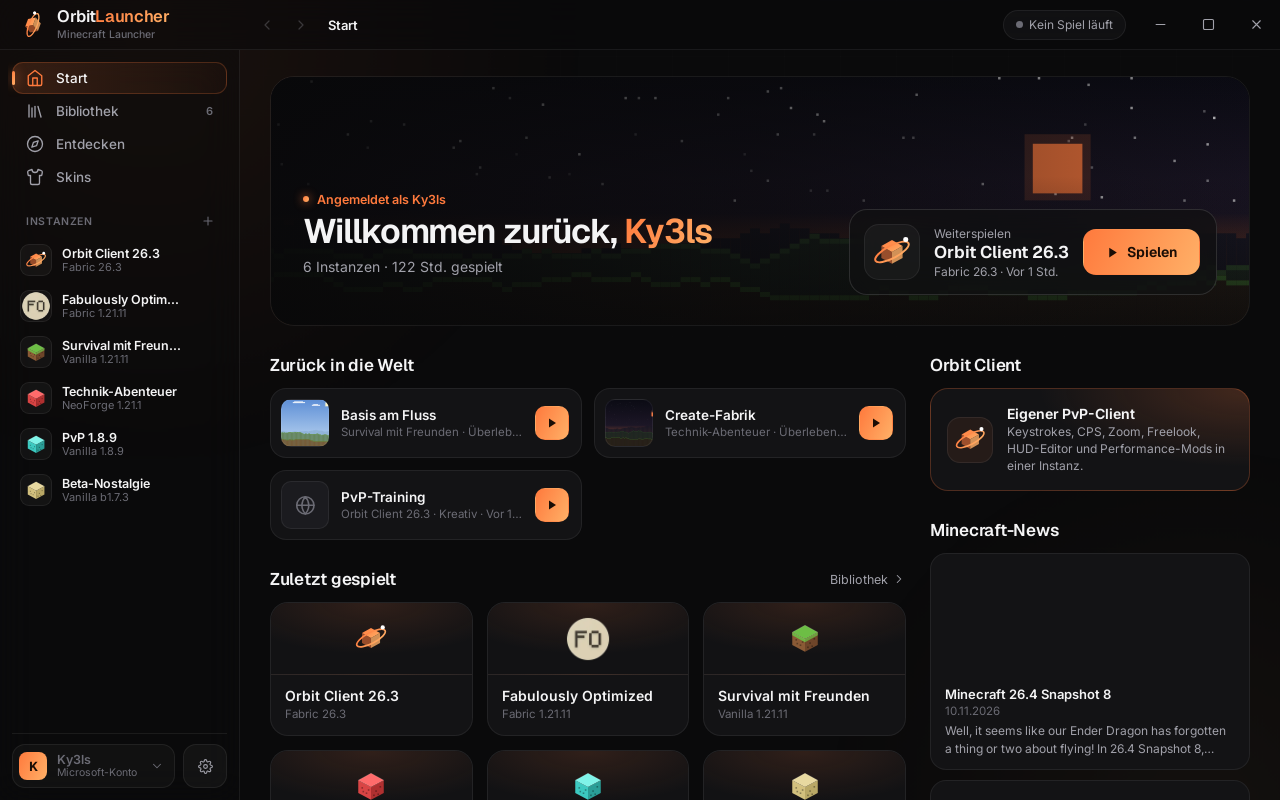 OrbitLauncher
Minecraft Launcher
Start
Kein Spiel läuft
Start
Bibliothek 6
Entdecken
Skins
INSTANZEN
Orbit Client 26.3
Fabric 26.3
Fabulously Optim...
Fabric 1.21.11
Survival mit Freun...
Vanilla 1.21.11
Technik-Abenteuer
NeoForge 1.21.1
PvP 1.8.9
Vanilla 1.8.9
Beta-Nostalgie
Vanilla b1.7.3
K
Ky3ls
Microsoft-Konto
Angemeldet als Ky3ls
Willkommen zurück, Ky3ls
6 Instanzen · 122 Std. gespielt
Weiterspielen
Orbit Client 26.3
Fabric 26.3 · Vor 1 Std.
Spielen
Zurück in die Welt
Basis am Fluss
Survival mit Freunden · Überleb...
Create-Fabrik
Technik-Abenteuer · Überleben...
PvP-Training
Orbit Client 26.3 · Kreativ · Vor 1...
Zuletzt gespielt
Bibliothek
Orbit Client 26.3
Fabric 26.3
FO
Fabulously Optimized
Fabric 1.21.11
Survival mit Freunden
Vanilla 1.21.11
Orbit Client
Eigener PvP-Client
Keystrokes, CPS, Zoom, Freelook,
HUD-Editor und Performance-Mods in
einer Instanz.
Minecraft-News
Minecraft 26.4 Snapshot 8
10.11.2026
Well, it seems like our Ender Dragon has forgotten
a thing or two about flying! In 26.4 Snapshot 8,...